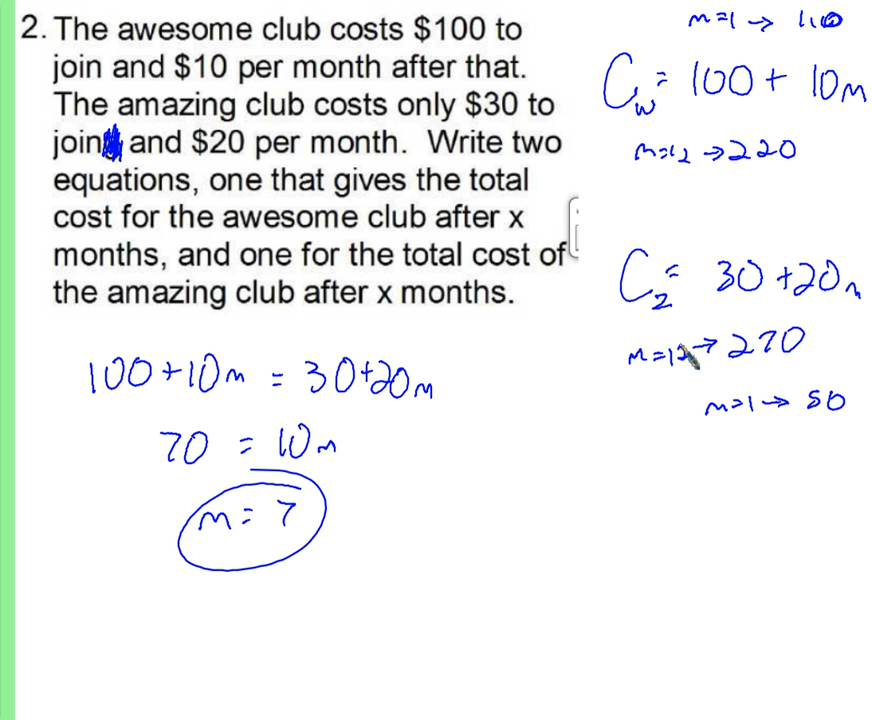 2. The awesome club costs $100 to
join and $10 per month after that.
The amazing club costs only $30 to
join and $20 per month. Write two
equations, one that gives the total
cost for the awesome club after x
months, and one for the total cost of
the amazing club after x months.
100 + 10m = 30 + 20m
70 = 10m
m = 7
m=1 → 110
C_w = 100 + 10m
m=12 → 220
C_z = 30 + 20m
m=12 → 270
m=1 → 50